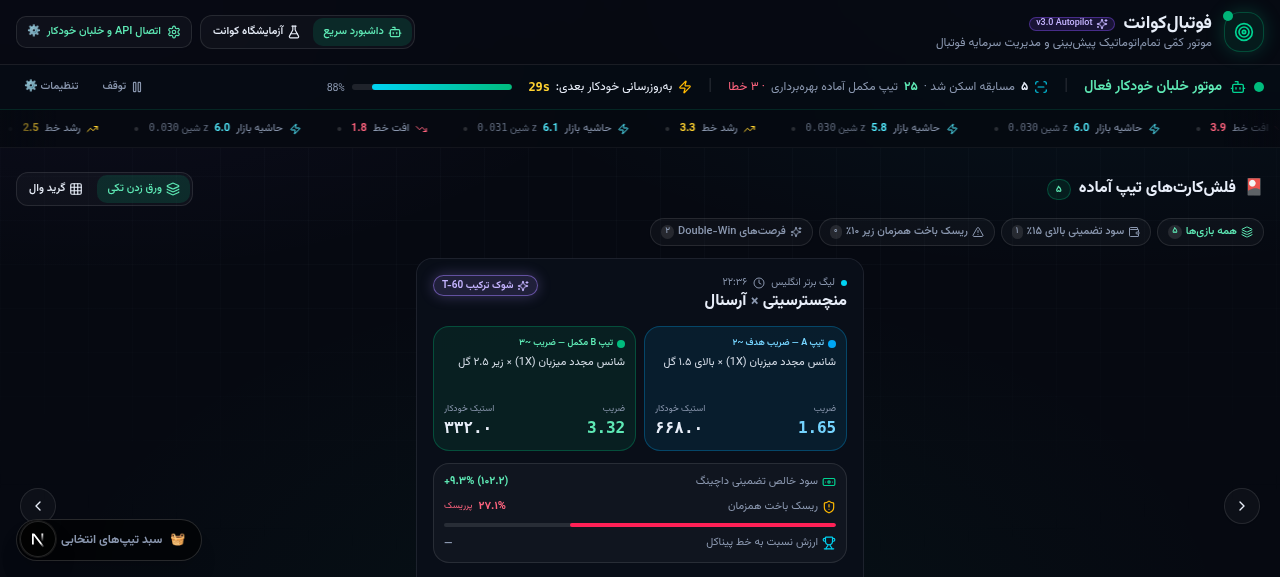 فوتبال‌کوانت v3.0 Autopilot
موتور کمّی تمام‌اتوماتیک پیش‌بینی و مدیریت سرمایه فوتبال
داشبورد سریع
آزمایشگاه کوانت
اتصال API و خلبان خودکار ⚙️
موتور خلبان خودکار فعال
۵ مسابقه اسکن شد · ۲۵ تیپ مکمل آماده بهره‌برداری · ۳ خطا
به‌روزرسانی خودکار بعدی: 29s
88%
توقف
تنظیمات ⚙️
افت خط 3.9
حاشیه بازار 6.0 z شین 0.030
حاشیه بازار 5.8 z شین 0.030
رشد خط 3.3
حاشیه بازار 6.1 z شین 0.031
افت خط 1.8
حاشیه بازار 6.0 z شین 0.030
رشد خط 2.5
🎴 فلش‌کارت‌های تیپ آماده ۵
ورق زدن تکی
گرید وال
همه بازی‌ها ۵
سود تضمینی بالای ۱۵٪ ۱
ریسک باخت همزمان زیر ۱۰٪ ۰
فرصت‌های Double-Win ۲
لیگ برتر انگلیس ۲۲:۳۶
شوک ترکیب T-60
منچسترسیتی × آرسنال
تیپ A — ضریب هدف ~۲
شانس مجدد میزبان (1X) × بالای ۱.۵ گل
ضریب
استیک خودکار
1.65
۶۶۸.۰
تیپ B مکمل — ضریب ~۳
شانس مجدد میزبان (1X) × زیر ۲.۵ گل
ضریب
استیک خودکار
3.32
۳۳۲.۰
سود خالص تضمینی داچینگ
+۹.۳% (۱۰۲.۲)
ریسک باخت همزمان
۲۷.۱% پرریسک
ارزش نسبت به خط پیناکل
—
🧺 سبد تیپ‌های انتخابی
N